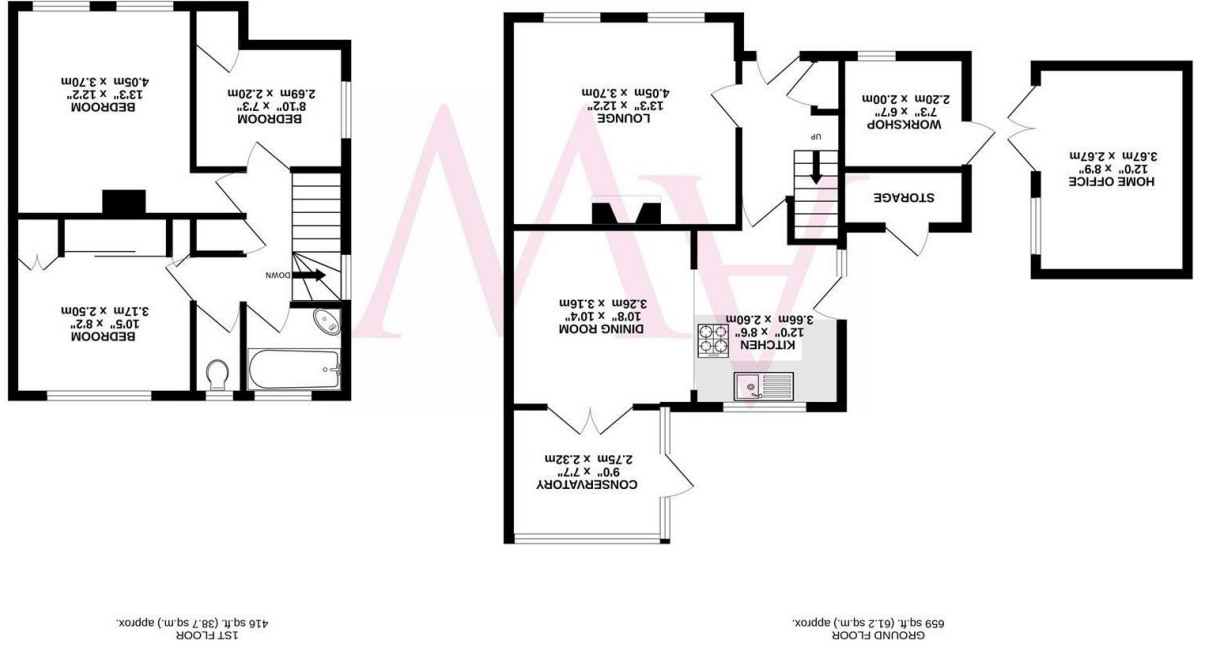 GROUND FLOOR
659 sq.ft. (61.2 sq.m.) approx.
1ST FLOOR
416 sq.ft. (38.7 sq.m.) approx.
CONSERVATORY
9'0" x 7'7"
2.75m x 2.32m
KITCHEN
12'0" x 8'6"
3.66m x 2.60m
DINING ROOM
10'8" x 10'4"
3.26m x 3.16m
BEDROOM
10'5" x 8'2"
3.17m x 2.50m
DOWN
STORAGE
HOME OFFICE
12'0" x 8'9"
3.67m x 2.67m
UP
WORKSHOP
7'3" x 6'7"
2.20m x 2.00m
LOUNGE
13'3" x 12'2"
4.05m x 3.70m
BEDROOM
8'10" x 7'3"
2.69m x 2.20m
BEDROOM
13'3" x 12'2"
4.05m x 3.70m
AW